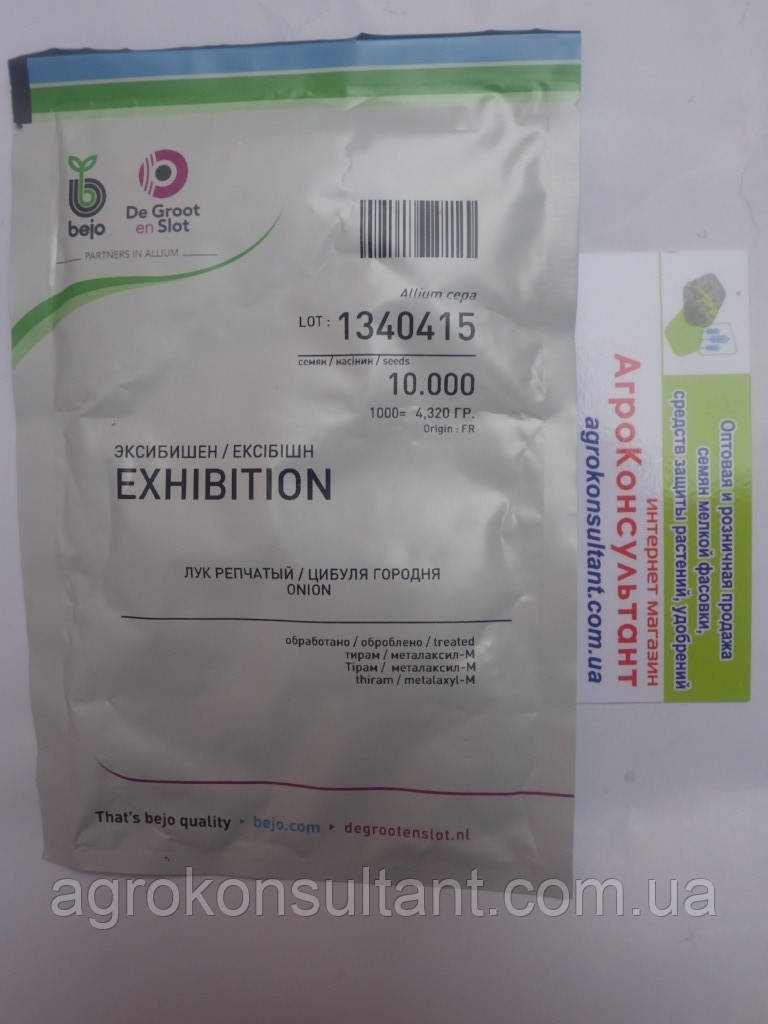 bejo
De Groot
en Slot
PARTNERS IN ALLIUM
Allium cepa
LOT : 1340415
семян / насінин / seeds
10.000
1000= 4,320 ГР.
Origin : FR
ЭКСИБИШЕН / ЕКСІБІШН
EXHIBITION
ЛУК РЕПЧАТЫЙ / ЦИБУЛЯ ГОРОДНЯ
ONION
обработано / оброблено / treated
тирам / металаксил-М
Тірам / металаксил-М
thiram / metalaxyl-M
That's bejo quality ▸ bejo.com ▸ degrootenslot.nl
Оптовая и розничная продажа
семян мелкой фасовки,
средств защиты растений, удобрений
интернет магазин
АгроКонсультант
agrokonsultant.com.ua
agrokonsultant.com.ua